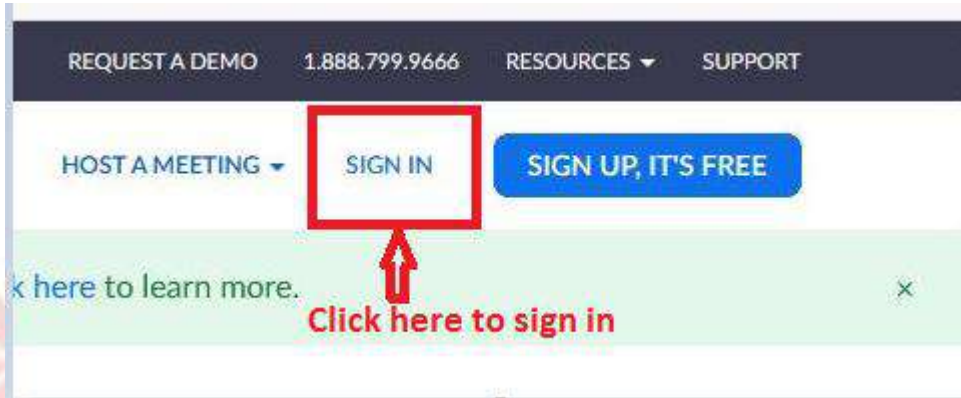 REQUEST A DEMO 1.888.799.9666 RESOURCES SUPPORT
HOST A MEETING SIGN IN SIGN UP, IT'S FREE
k here to learn more. ×
Click here to sign in